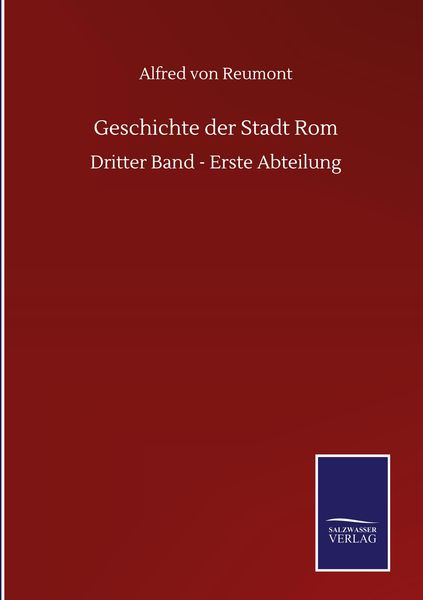 Alfred von Reumont
Geschichte der Stadt Rom
Dritter Band - Erste Abteilung
SALZWASSER
VERLAG